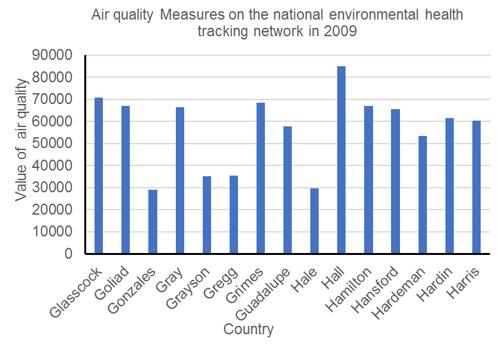 Air quality Measures on the national environmental health
tracking network in 2009
Value of air quality
90000
80000
70000
60000
50000
40000
30000
20000
10000
0
Glasscock
Goliad
Gonzales
Gray
Grayson
Gregg
Grimes
Guadalupe
Hale
Hall
Hamilton
Hansford
Hardeman
Hardin
Harris
Country